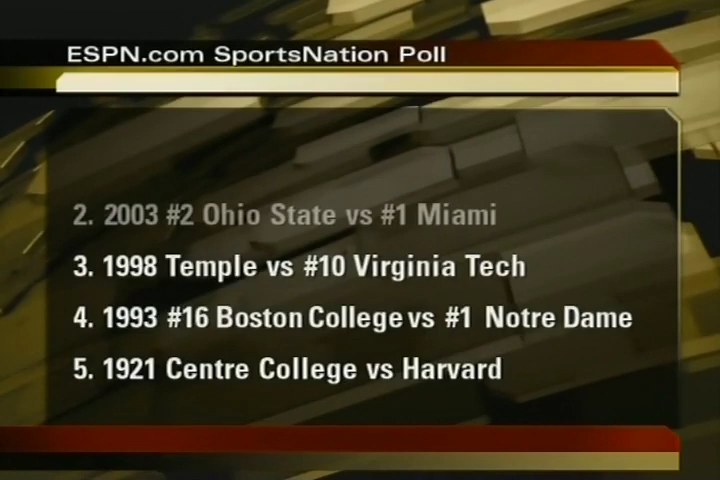 ESPN.com SportsNation Poll
2. 2003 #2 Ohio State vs #1 Miami
3. 1998 Temple vs #10 Virginia Tech
4. 1993 #16 Boston College vs #1 Notre Dame
5. 1921 Centre College vs Harvard